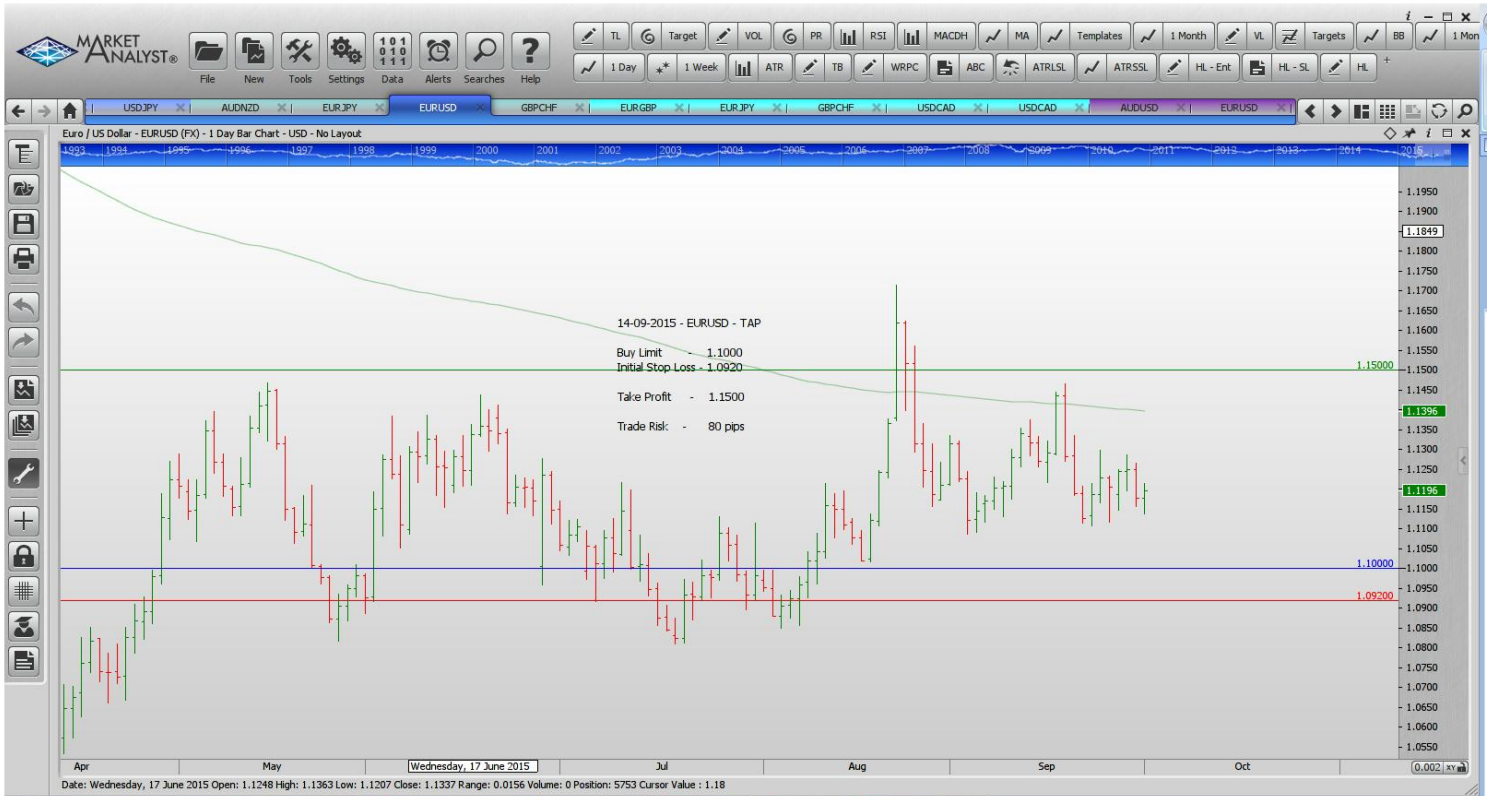 i
MARKET ANALYST®
File New Tools Settings Data Alerts Searches Help
101
010
111
TL Target VOL PR RSI MACDH MA Templates 1 Month VL Targets BB 1 Mon
1 Day 1 Week ATR TB WRPC ABC ATRLSL ATRSSL HL - Ent HL - SL HL
USDJPY AUDNZD EURJPY EURUSD GBPCHF EURGBP EURJPY GBPCHF USDCAD USDCAD AUDUSD EURUSD
Euro / US Dollar - EURUSD (FX) - 1 Day Bar Chart - USD - No Layout
i
1993 1994 1995 1996 1997 1998 1999 2000 2001 2002 2003 2004 2005 2006 2007 2008 2009 2010 2011 2012 2013 2014 2015
1.1950
1.1900
1.1849
1.1800
1.1750
1.1700
1.1650
14-09-2015 - EURUSD - TAP
1.1600
Buy Limit - 1.1000
1.1550
Initial Stop Loss - 1.0920
1.15000
1.1500
1.1450
Take Profit - 1.1500
1.1396
1.1350
Trade Risk - 80 pips
1.1300
1.1250
1.1196
1.1150
1.1100
1.1050
1.10000
1.1000
1.0950
1.09200
1.0900
1.0850
1.0800
1.0750
1.0700
1.0650
1.0600
1.0550
Apr May Wednesday, 17 June 2015 Jul Aug Sep Oct 0.002 XY
Date: Wednesday, 17 June 2015 Open: 1.1248 High: 1.1363 Low: 1.1207 Close: 1.1337 Range: 0.0156 Volume: 0 Position: 5753 Cursor Value : 1.18